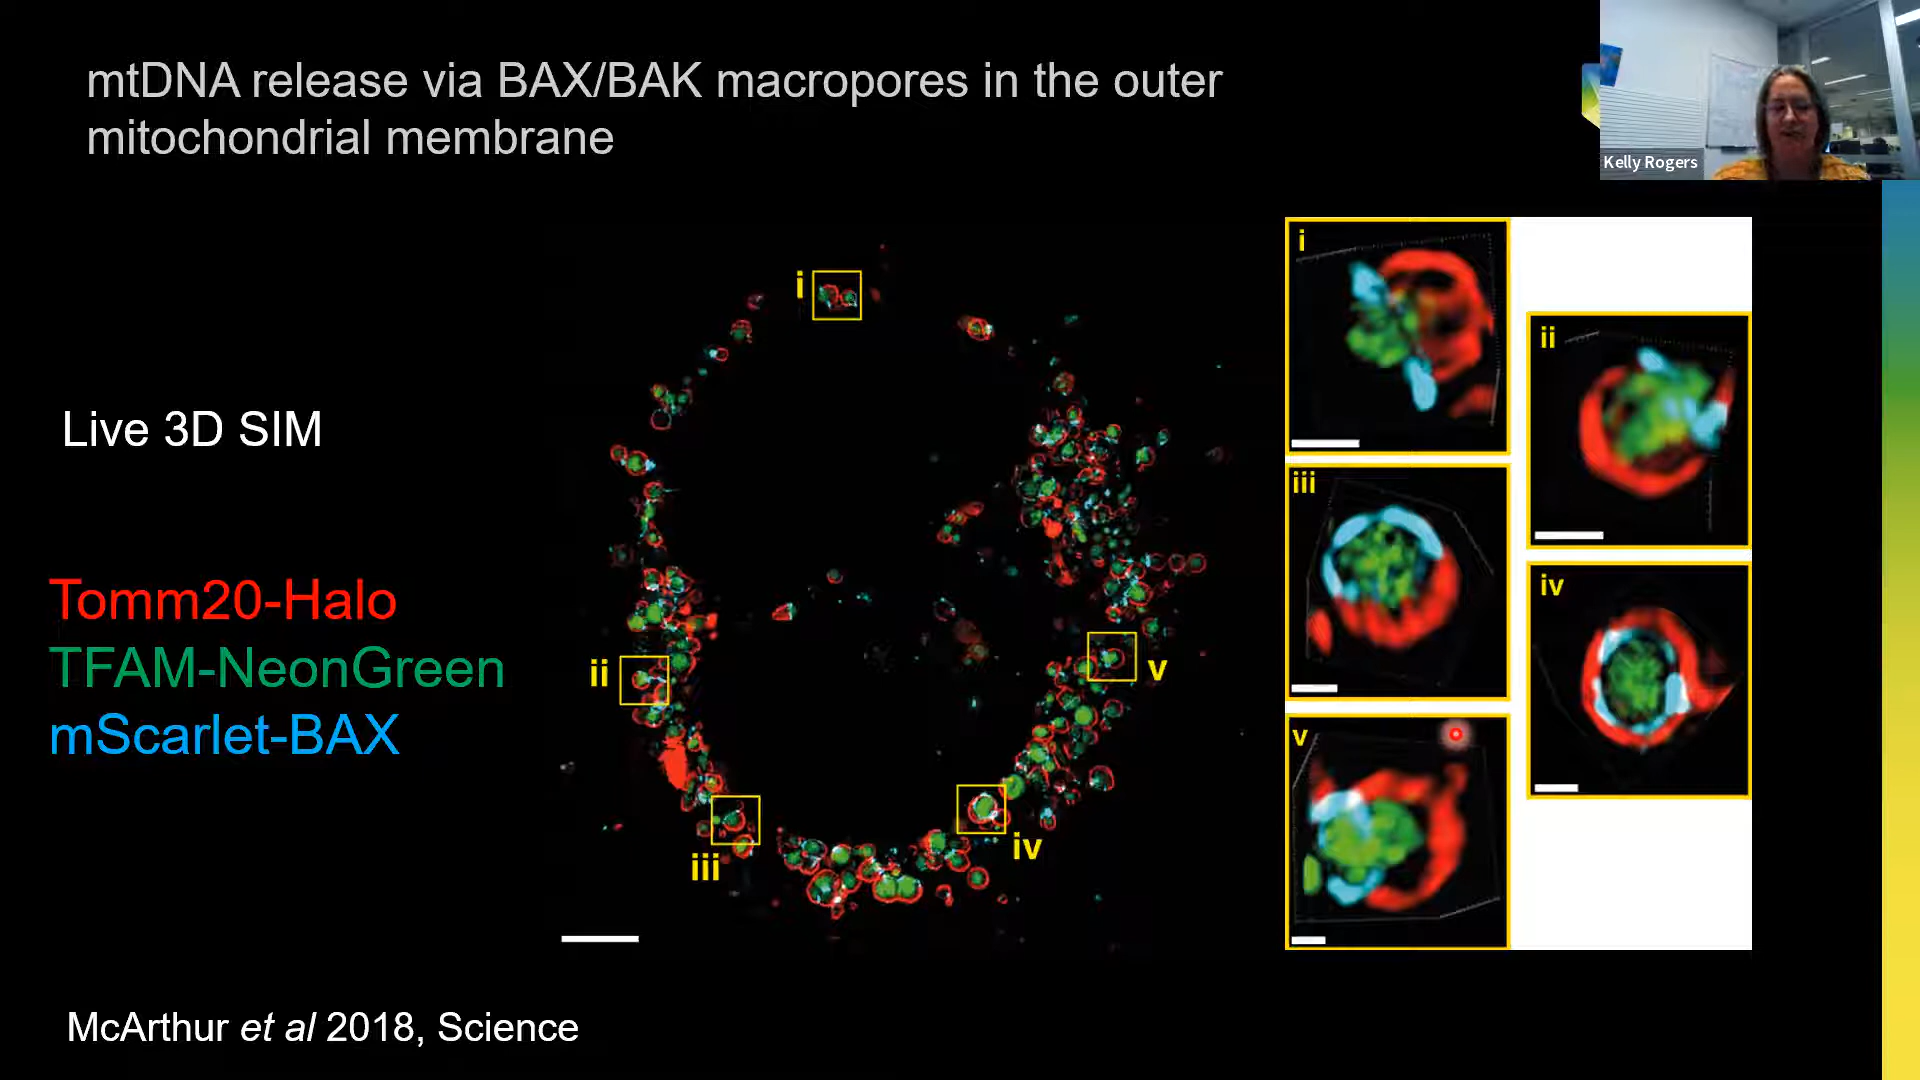 mtDNA release via BAX/BAK macropores in the outer
mitochondrial membrane
Kelly Rogers
Live 3D SIM
Tomm20-Halo
TFAM-NeonGreen
mScarlet-BAX
i
ii
iii
iv
v
i
ii
iii
iv
v
McArthur et al 2018, Science